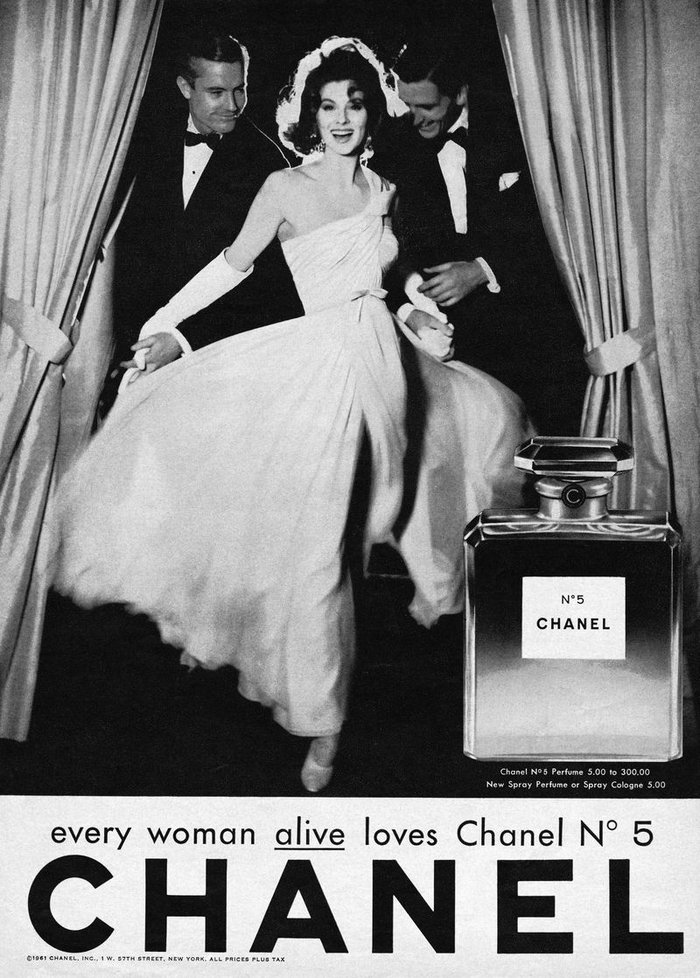 C
N°5
CHANEL
Chanel Nº5 Perfume 5.00 to 300.00
New Spray Perfume or Spray Cologne 5.00
every woman alive loves Chanel N° 5
CHANEL
©1961 CHANEL, INC., 1 W. 57TH STREET, NEW YORK. ALL PRICES PLUS TAX